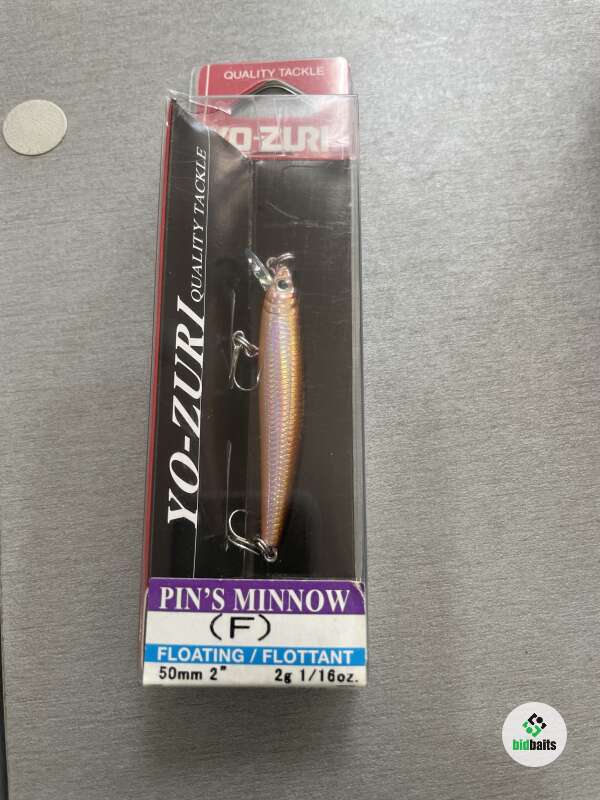 QUALITY TACKLE
YO-ZURI
YO-ZURI QUALITY TACKLE
PIN'S MINNOW
(F)
FLOATING / FLOTTANT
50mm 2" 2g 1/16oz.
bidbaits